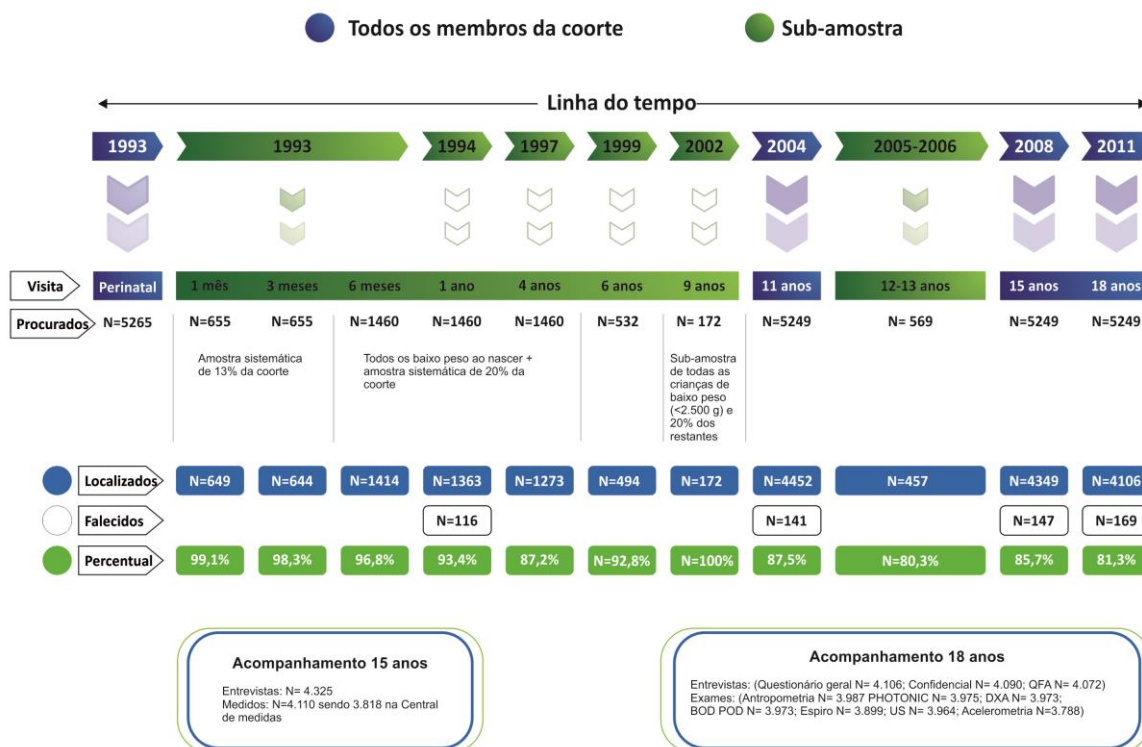 Todos os membros da coorte
Sub-amostra
Linha do tempo
1993 1993 1994 1997 1999 2002 2004 2005-2006 2008 2011
Visita Perinatal 1 mês 3 meses 6 meses 1 ano 4 anos 6 anos 9 anos 11 anos 12-13 anos 15 anos 18 anos
Procurados N=5265 N=655 N=655 N=1460 N=1460 N=1460 N=532 N= 172 N=5249 N= 569 N=5249 N=5249
Amostra sistemática
de 13% da coorte
Todos os baixo peso ao nascer +
amostra sistemática de 20% da
coorte
Sub-amostra
de todas as
crianças de
baixo peso
(<2.500 g) e
20% dos
restantes
Localizados N=649 N=644 N=1414 N=1363 N=1273 N=494 N=172 N=4452 N=457 N=4349 N=4106
Falecidos N=116 N=141 N=147 N=169
Percentual 99,1% 98,3% 96,8% 93,4% 87,2% N=92,8% N=100% 87,5% N=80,3% 85,7% 81,3%
Acompanhamento 15 anos
Entrevistas: N= 4.325
Medidos: N=4.110 sendo 3.818 na Central
de medidas
Acompanhamento 18 anos
Entrevistas: (Questionário geral N= 4.106; Confidencial N= 4.090; QFA N= 4.072)
Exames: (Antropometria N= 3.987 PHOTONIC N= 3.975; DXA N= 3.973;
BOD POD N= 3.973; Espiro N= 3.899; US N= 3.964; Acelerometria N=3.788)